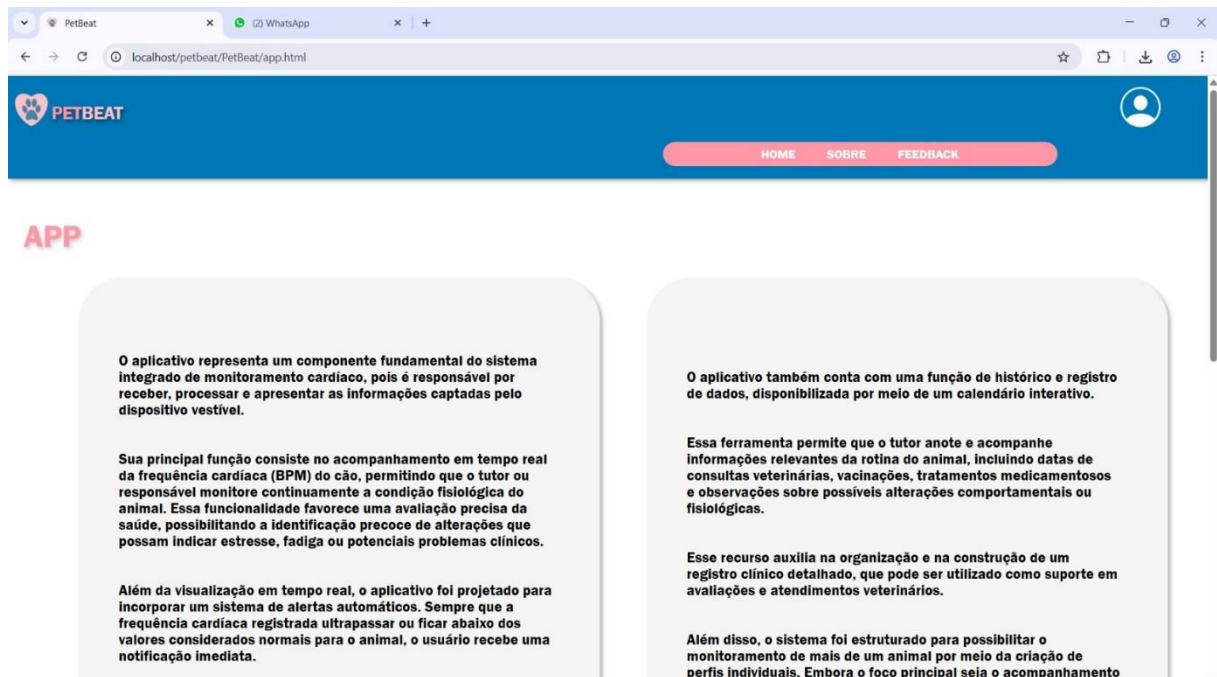 PetBeat
(2) WhatsApp
localhost/petbeat/PetBeat/app.html
PETBEAT
HOME SOBRE FEEDBACK
APP
O aplicativo representa um componente fundamental do sistema
integrado de monitoramento cardíaco, pois é responsável por
receber, processar e apresentar as informações captadas pelo
dispositivo vestível.
Sua principal função consiste no acompanhamento em tempo real
da frequência cardíaca (BPM) do cão, permitindo que o tutor ou
responsável monitore continuamente a condição fisiológica do
animal. Essa funcionalidade favorece uma avaliação precisa da
saúde, possibilitando a identificação precoce de alterações que
possam indicar estresse, fadiga ou potenciais problemas clínicos.
Além da visualização em tempo real, o aplicativo foi projetado para
incorporar um sistema de alertas automáticos. Sempre que a
frequência cardíaca registrada ultrapassar ou ficar abaixo dos
valores considerados normais para o animal, o usuário recebe uma
notificação imediata.
O aplicativo também conta com uma função de histórico e registro
de dados, disponibilizada por meio de um calendário interativo.
Essa ferramenta permite que o tutor anote e acompanhe
informações relevantes da rotina do animal, incluindo datas de
consultas veterinárias, vacinações, tratamentos medicamentosos
e observações sobre possíveis alterações comportamentais ou
fisiológicas.
Esse recurso auxilia na organização e na construção de um
registro clínico detalhado, que pode ser utilizado como suporte em
avaliações e atendimentos veterinários.
Além disso, o sistema foi estruturado para possibilitar o
monitoramento de mais de um animal por meio da criação de
perfis individuais. Embora o foco principal seja o acompanhamento